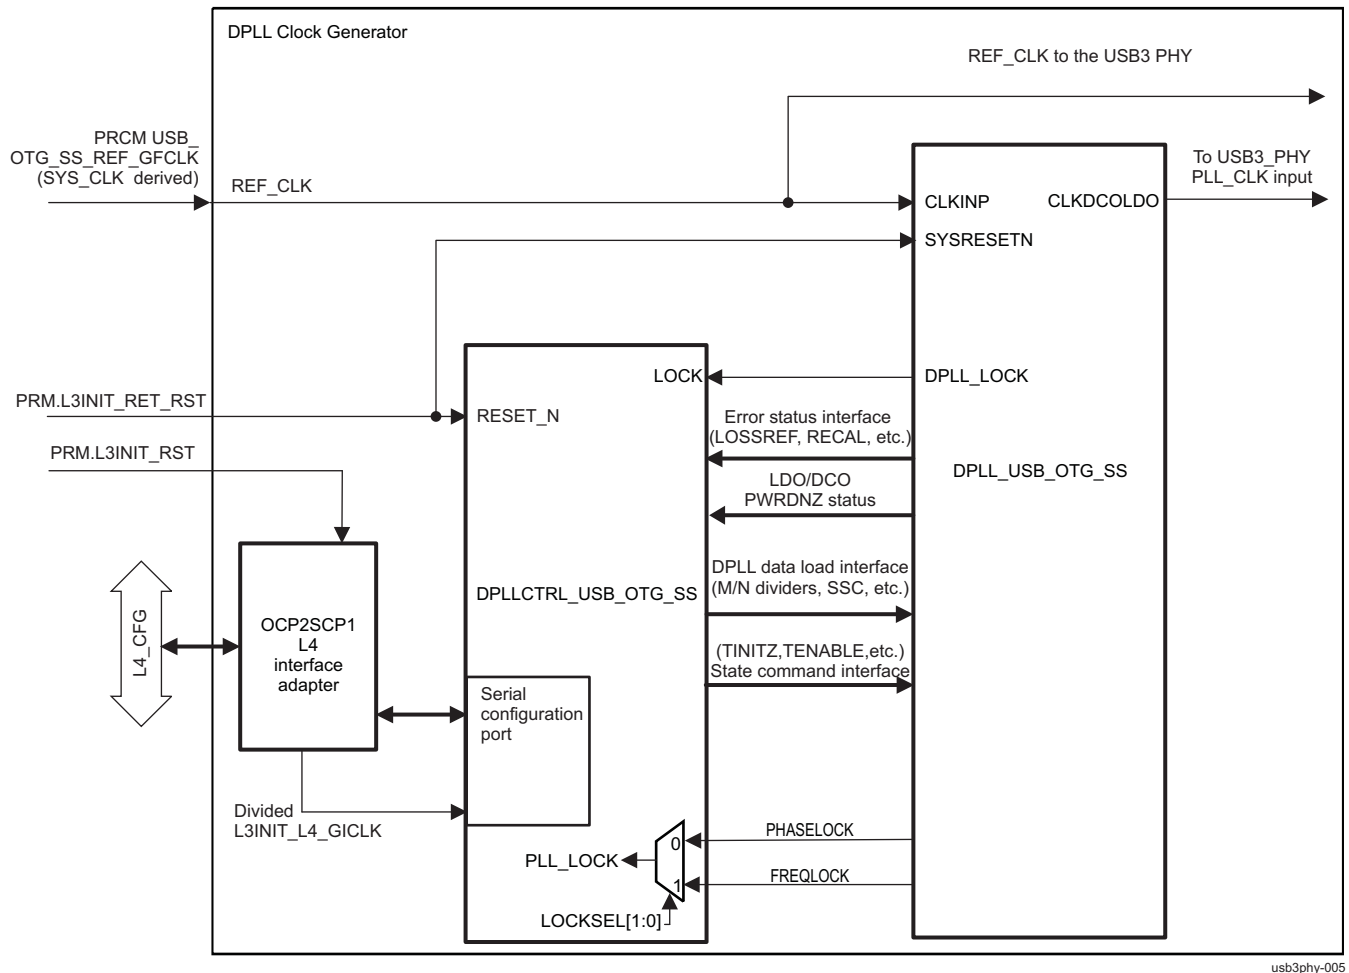 DPLL Clock Generator
REF_CLK to the USB3 PHY
PRCM USB_
OTG_SS_REF_GFCLK
(SYS_CLK derived)
REF_CLK
To USB3_PHY
PLL_CLK input
CLKINP
CLKDCOLDO
SYSRESETN
LOCK
DPLL_LOCK
PRM.L3INIT_RET_RST
RESET_N
Error status interface
(LOSSREF, RECAL, etc.)
PRM.L3INIT_RST
DPLL_USB_OTG_SS
LDO/DCO
PWRDNZ status
DPLL data load interface
(M/N dividers, SSC, etc.)
DPLLCTRL_USB_OTG_SS
L4_CFG
OCP2SCP1
L4
interface
adapter
(TINITZ,TENABLE,etc.)
State command interface
Serial
configuration
port
Divided
L3INIT_L4_GICLK
PHASELOCK
0
PLL_LOCK
FREQLOCK
1
LOCKSEL[1:0]
usb3phy-005